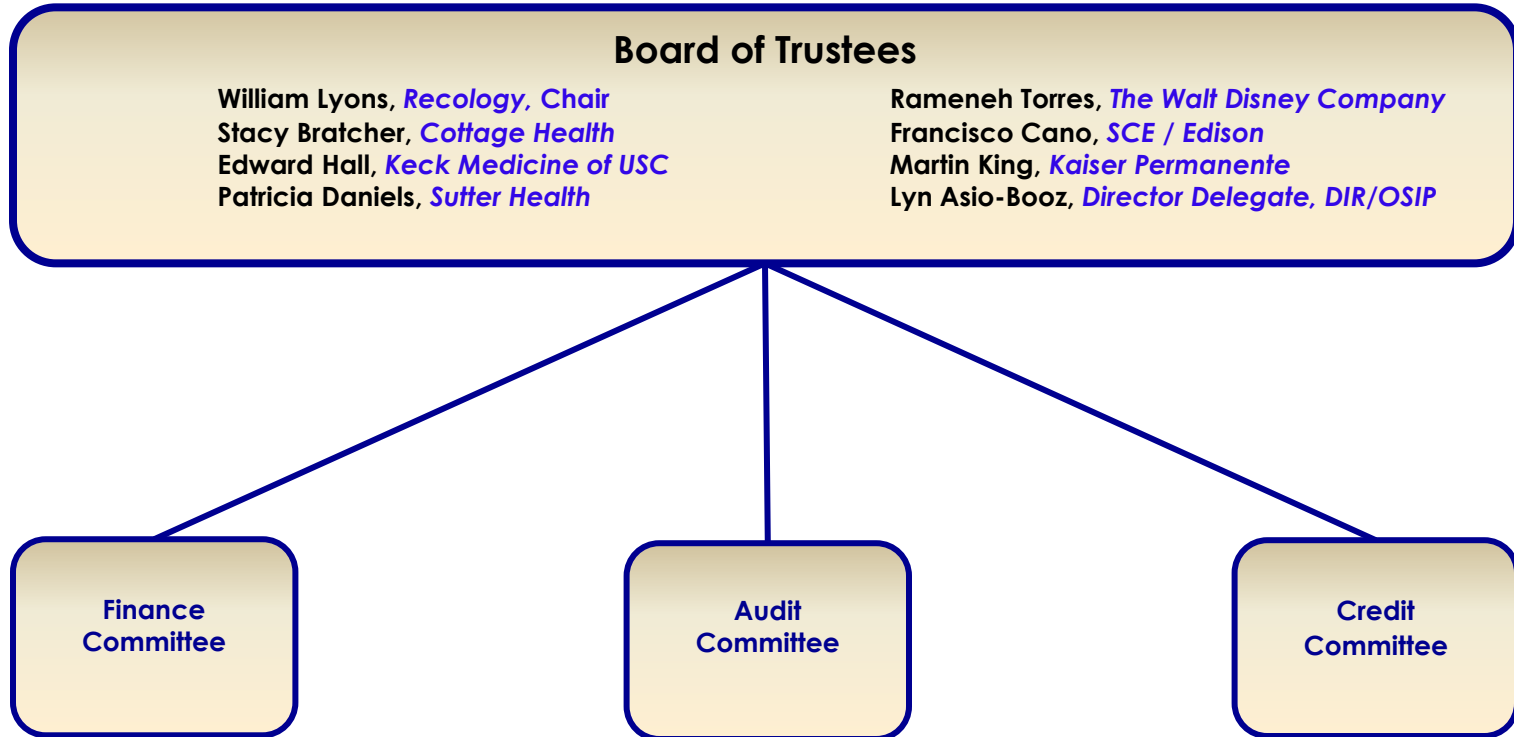 Board of Trustees
William Lyons, Recology, Chair
Stacy Bratcher, Cottage Health
Edward Hall, Keck Medicine of USC
Patricia Daniels, Sutter Health
Rameneh Torres, The Walt Disney Company
Francisco Cano, SCE / Edison
Martin King, Kaiser Permanente
Lyn Asio-Booz, Director Delegate, DIR/OSIP
Finance
Committee
Audit
Committee
Credit
Committee